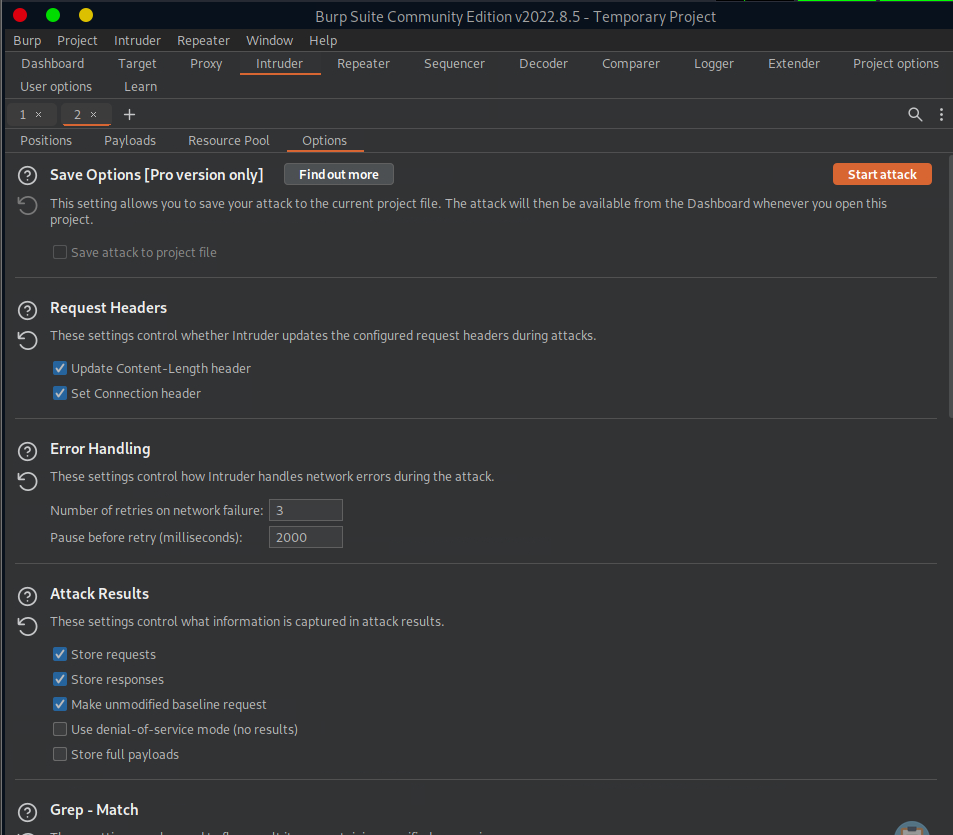 Burp Suite Community Edition v2022.8.5 - Temporary Project
Burp Project Intruder Repeater Window Help
Dashboard Target Proxy Intruder Repeater Sequencer Decoder Comparer Logger Extender Project options
User options Learn
1 × 2 × +
Positions Payloads Resource Pool Options
Save Options [Pro version only] Find out more Start attack
This setting allows you to save your attack to the current project file. The attack will then be available from the Dashboard whenever you open this
project.
Save attack to project file
Request Headers
These settings control whether Intruder updates the configured request headers during attacks.
Update Content-Length header
Set Connection header
Error Handling
These settings control how Intruder handles network errors during the attack.
Number of retries on network failure: 3
Pause before retry (milliseconds): 2000
Attack Results
These settings control what information is captured in attack results.
Store requests
Store responses
Make unmodified baseline request
Use denial-of-service mode (no results)
Store full payloads
Grep - Match